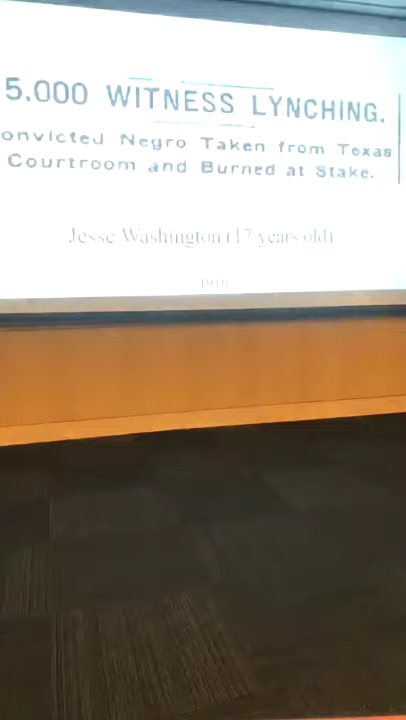 5.000 WITNESS LYNCHING.
onvicted Negro Taken from Texas
Courtroom and Burned at Stake.
Jesse Washington (17 years old)
1916